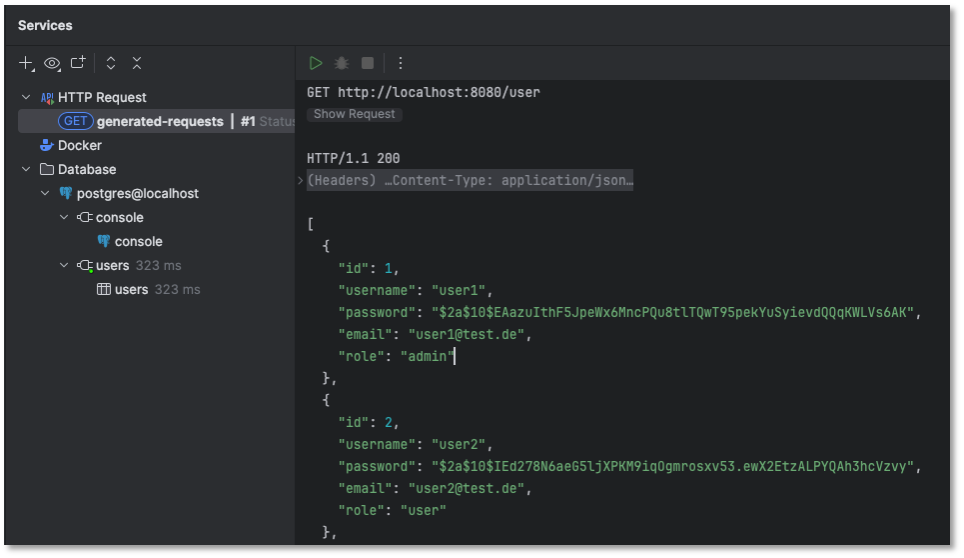 Services
HTTP Request
GET generated-requests | #1 Status
Docker
Database
postgres@localhost
console
console
users 323 ms
users 323 ms
GET http://localhost:8080/user
Show Request
HTTP/1.1 200
(Headers) …Content-Type: application/json…
[
{
"id": 1,
"username": "user1",
"password": "$2a$10$EAazuIthF5JpeWx6MncPQu8tlTQwT95pekYuSyievdQQqKWLVs6AK",
"email": "user1@test.de",
"role": "admin"
},
{
"id": 2,
"username": "user2",
"password": "$2a$10$IEd278N6aeG5ljXPKM9iqOgmrosxv53.ewX2EtzALPYQAh3hcVzvy",
"email": "user2@test.de",
"role": "user"
},